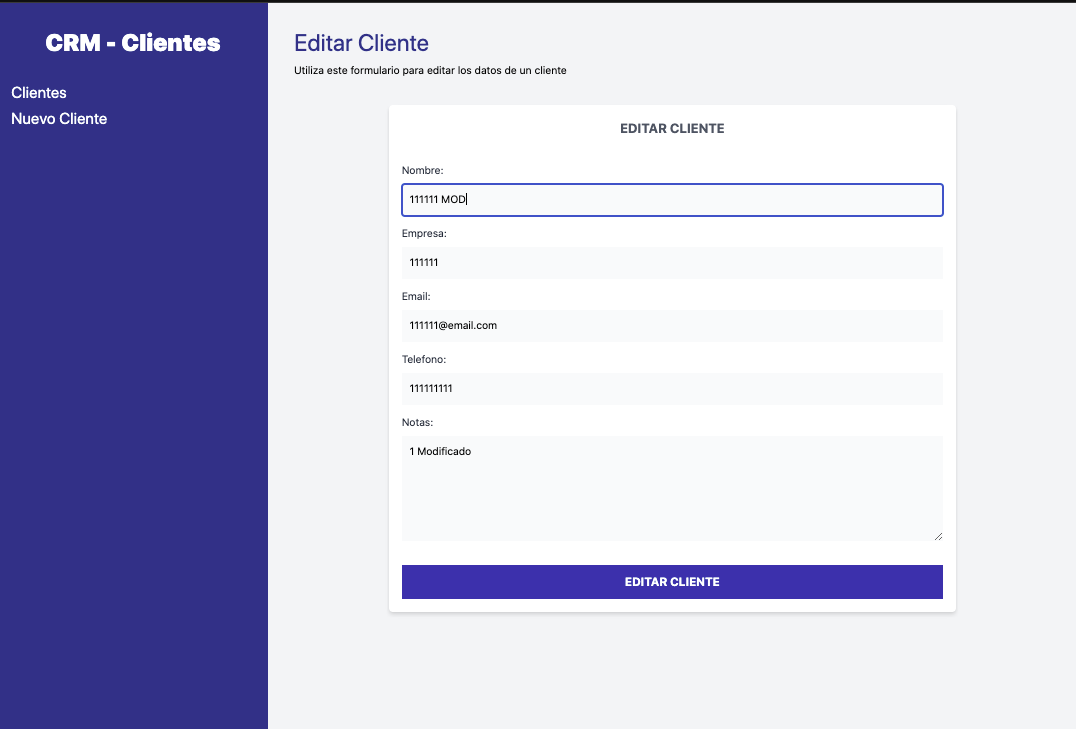 CRM - Clientes
Clientes
Nuevo Cliente
Editar Cliente
Utiliza este formulario para editar los datos de un cliente
EDITAR CLIENTE
Nombre:
111111 MOD
Empresa:
111111
Email:
111111@email.com
Telefono:
111111111
Notas:
1 Modificado
EDITAR CLIENTE